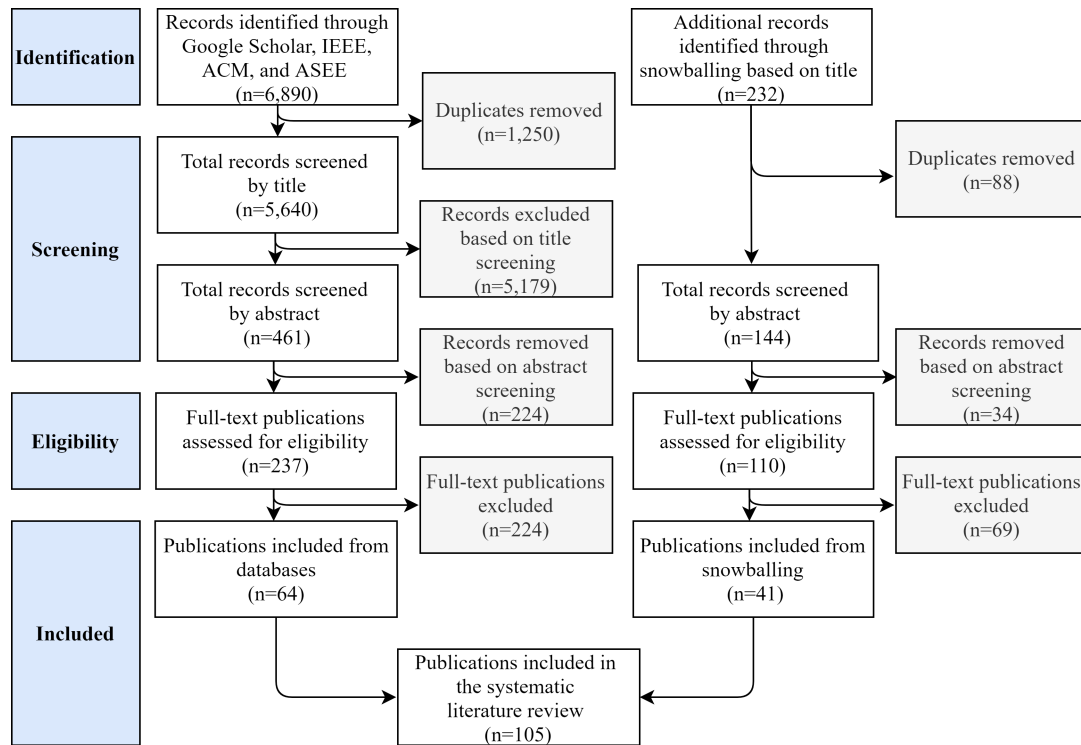 Identification
Records identified through
Google Scholar, IEEE,
ACM, and ASEE
(n=6,890)
Additional records
identified through
snowballing based on title
(n=232)
Duplicates removed
(n=1,250)
Duplicates removed
(n=88)
Screening
Total records screened
by title
(n=5,640)
Records excluded
based on title
screening
(n=5,179)
Total records screened
by abstract
(n=461)
Total records screened
by abstract
(n=144)
Records removed
based on abstract
screening
(n=224)
Records removed
based on abstract
screening
(n=34)
Eligibility
Full-text publications
assessed for eligibility
(n=237)
Full-text publications
assessed for eligibility
(n=110)
Full-text publications
excluded
(n=224)
Full-text publications
excluded
(n=69)
Included
Publications included from
databases
(n=64)
Publications included from
snowballing
(n=41)
Publications included in
the systematic
literature review
(n=105)